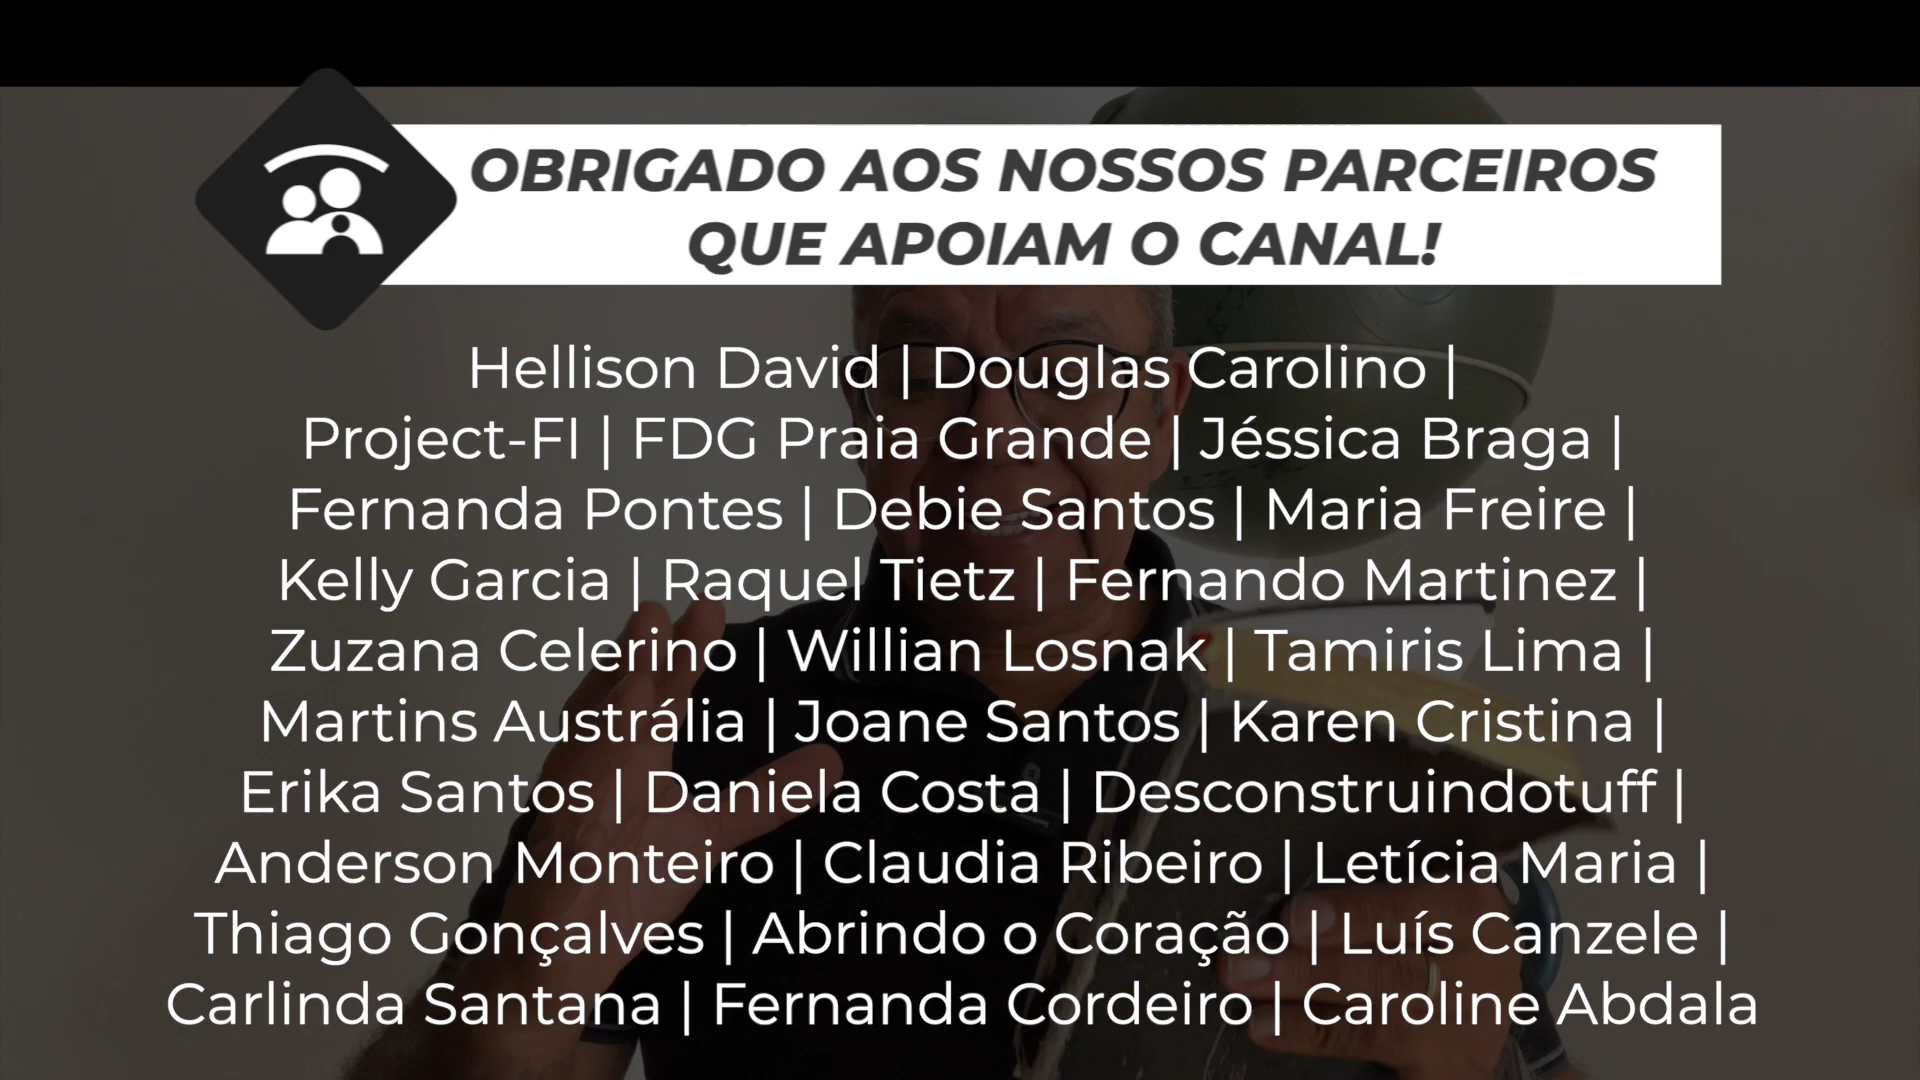 OBRIGADO AOS NOSSOS PARCEIROS
QUE APOIAM O CANAL!
Hellison David | Douglas Carolino |
Project-FI | FDG Praia Grande | Jéssica Braga |
Fernanda Pontes | Debie Santos | Maria Freire |
Kelly Garcia | Raquel Tietz | Fernando Martinez |
Zuzana Celerino | Willian Losnak | Tamiris Lima |
Martins Austrália | Joane Santos | Karen Cristina |
Erika Santos | Daniela Costa | Desconstruindotuff |
Anderson Monteiro | Claudia Ribeiro | Letícia Maria |
Thiago Gonçalves | Abrindo o Coração | Luís Canzele |
Carlinda Santana | Fernanda Cordeiro | Caroline Abdala